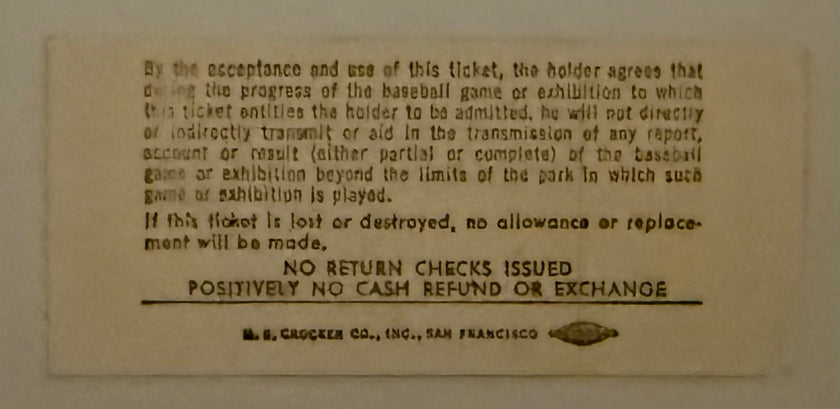 By the acceptance and use of this ticket, the holder agrees that
during the progress of the baseball game or exhibition to which
this ticket entitles the holder to be admitted, he will not directly
or indirectly transmit or aid in the transmission of any report,
account or result (either partial or complete) of the baseball
game or exhibition beyond the limits of the park in which such
game or exhibition is played.
If this ticket is lost or destroyed, no allowance or replace-
ment will be made.
NO RETURN CHECKS ISSUED
POSITIVELY NO CASH REFUND OR EXCHANGE
H. S. CROCKER CO., INC., SAN FRANCISCO